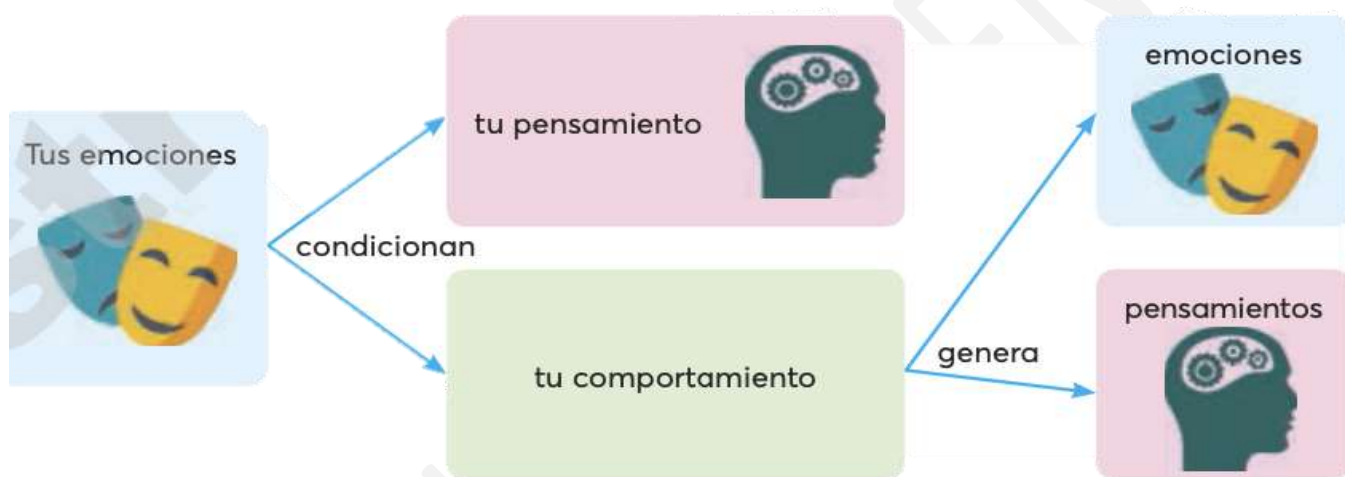 Tus emociones
condicionan
tu pensamiento
tu comportamiento
genera
emociones
pensamientos